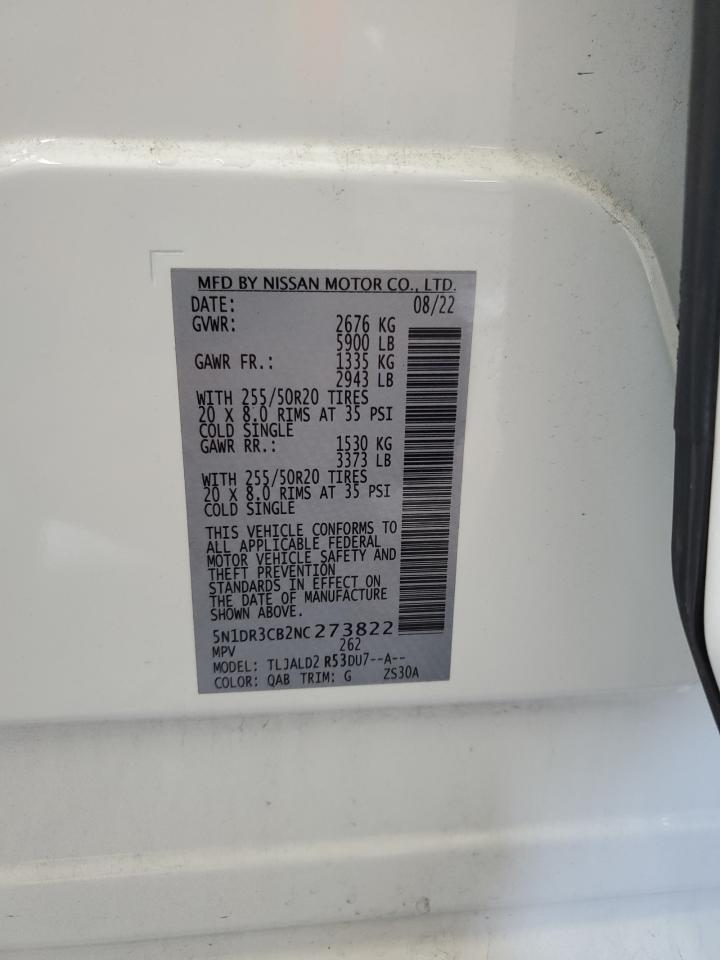 MFD BY NISSAN MOTOR CO., LTD.
DATE: 08/22
GVWR: 2676 KG
5900 LB
GAWR FR.: 1335 KG
2943 LB
WITH 255/50R20 TIRES
20 X 8.0 RIMS AT 35 PSI
COLD SINGLE
GAWR RR.: 1530 KG
3373 LB
WITH 255/50R20 TIRES
20 X 8.0 RIMS AT 35 PSI
COLD SINGLE
THIS VEHICLE CONFORMS TO
ALL APPLICABLE FEDERAL
MOTOR VEHICLE SAFETY AND
THEFT PREVENTION
STANDARDS IN EFFECT ON
THE DATE OF MANUFACTURE
SHOWN ABOVE.
5N1DR3CB2NC273822
MPV 262
MODEL: TLJALD2 R53DU7--A--
COLOR: QAB TRIM: G ZS30A